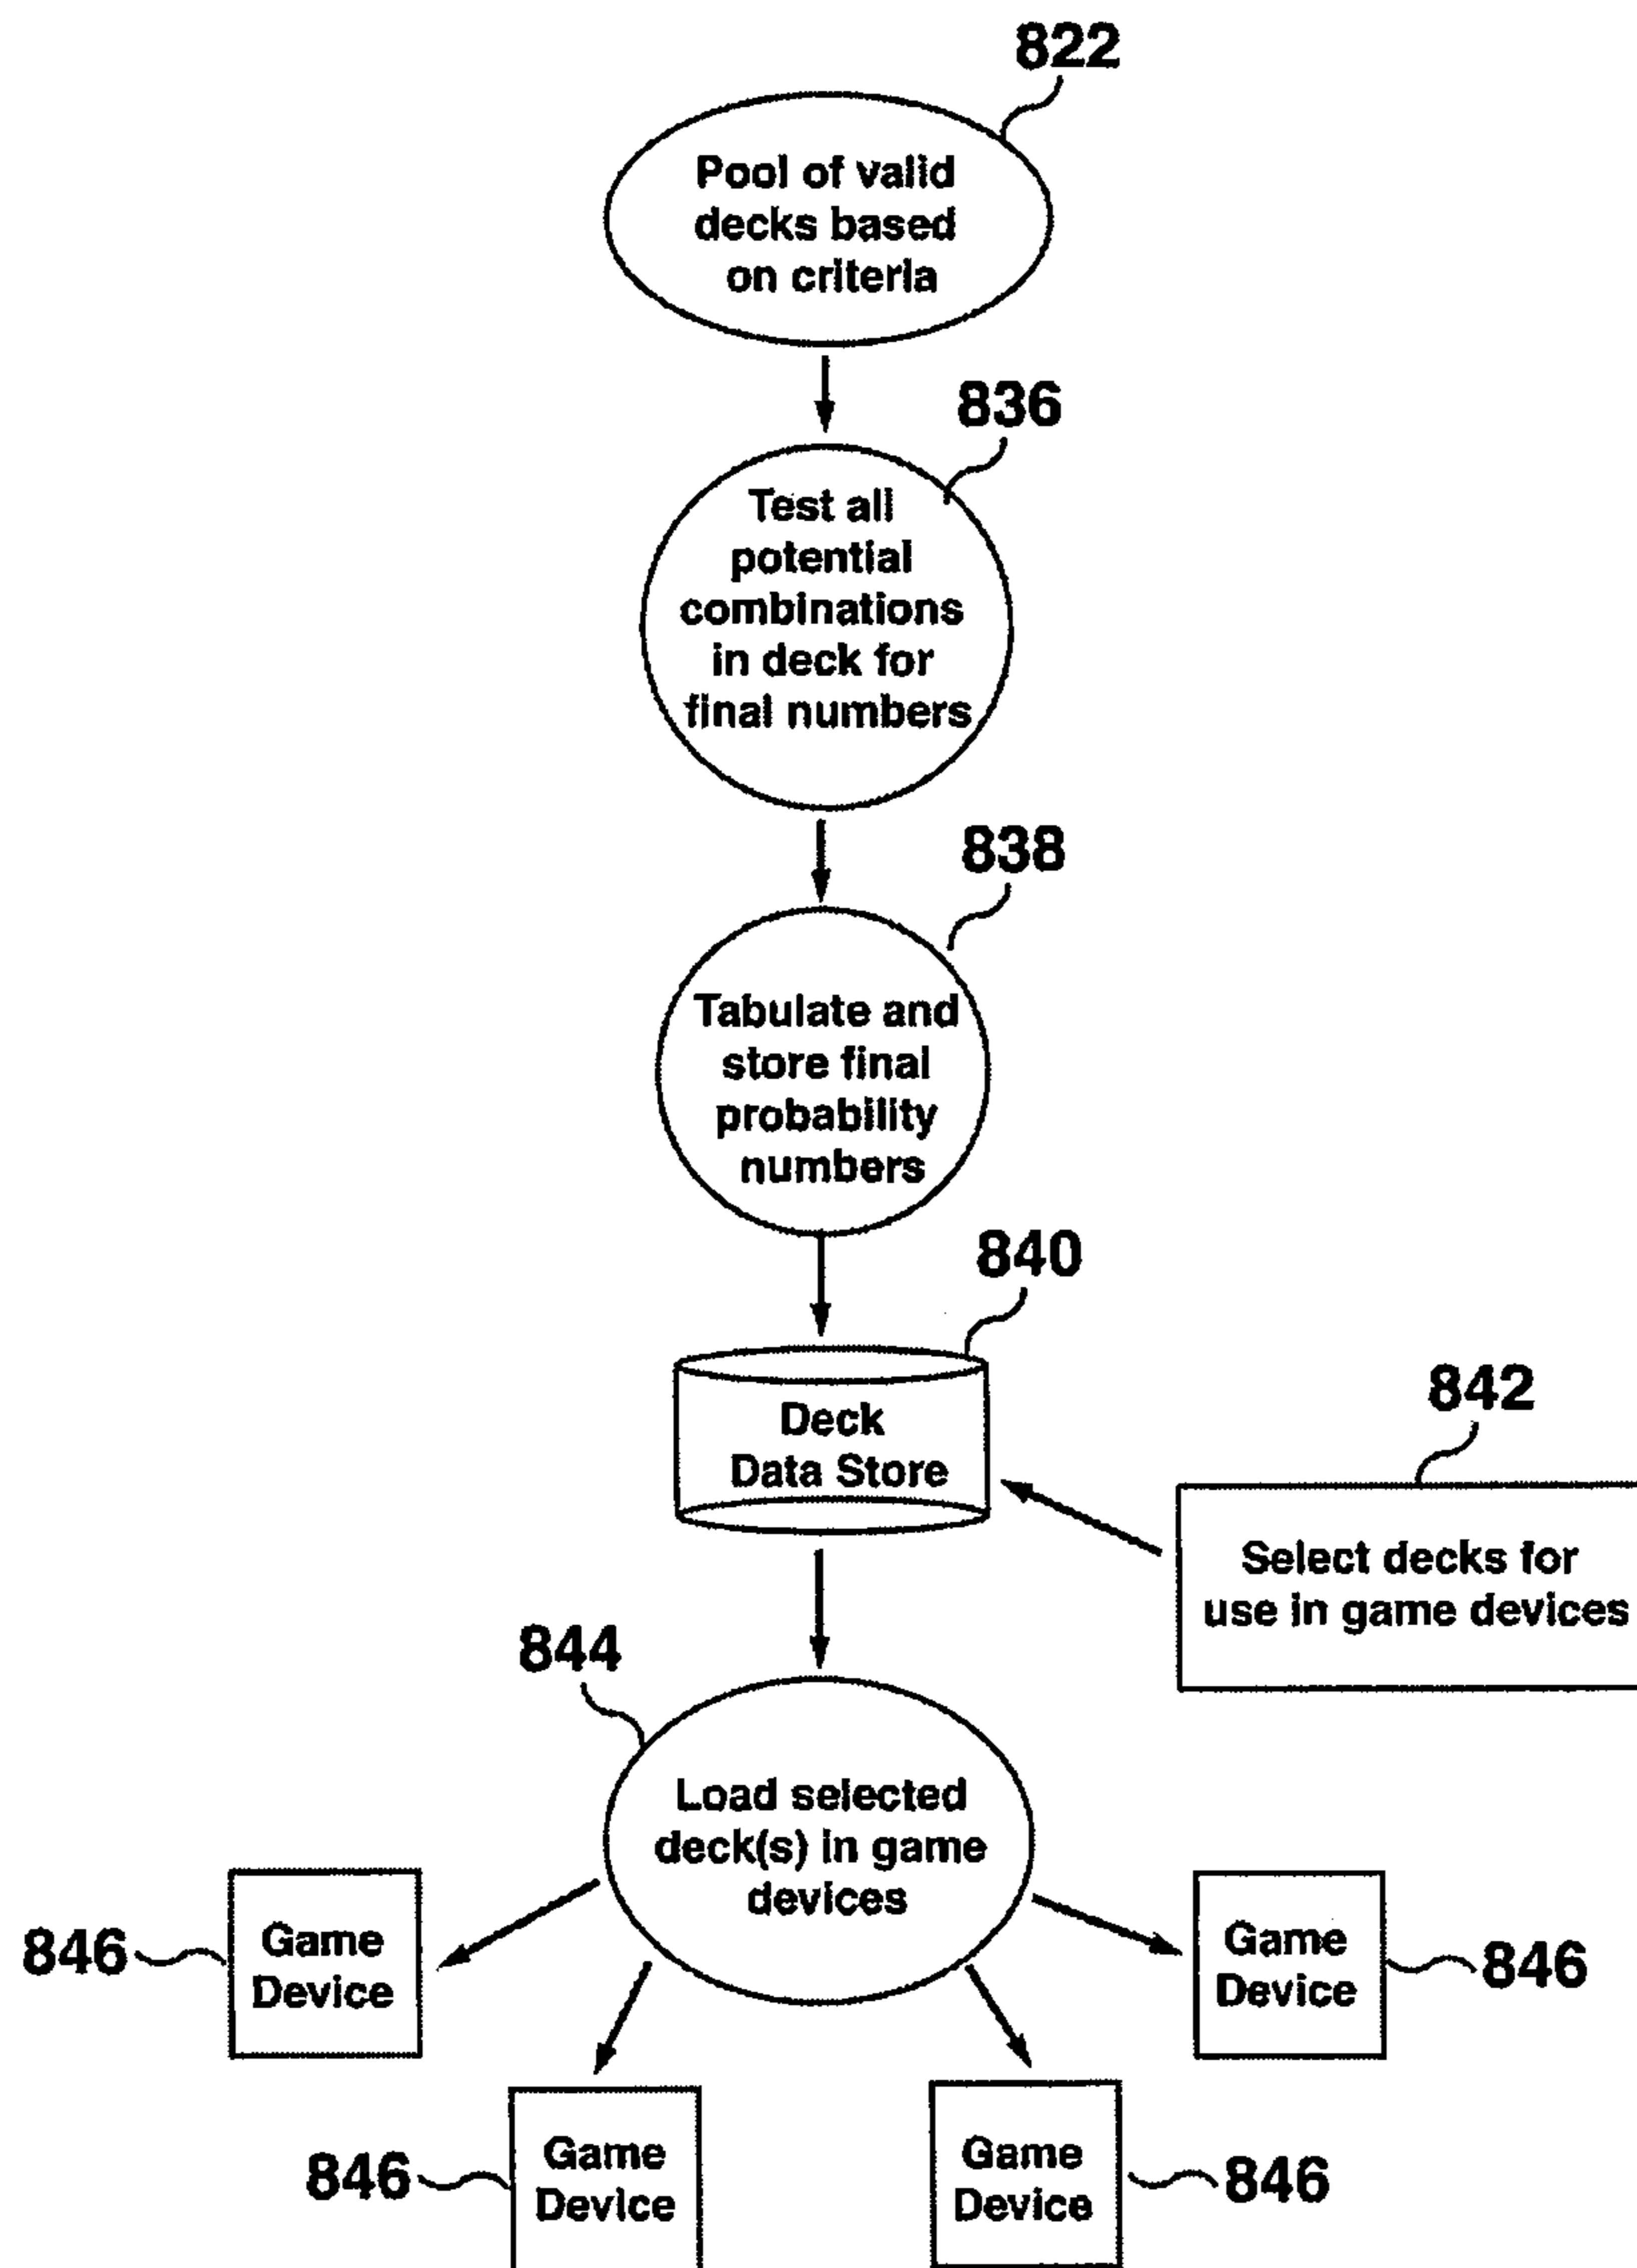 822
Pool of valid
decks based
on criteria
836
Test all
potential
combinations
in deck for
final numbers
838
Tabulate and
store final
probability
numbers
840
Deck
Data Store
842
Select decks for
use in game devices
844
Load selected
deck(s) in game
devices
846
Game
Device
Game
Device
846
846
Game
Device
Game
Device
846